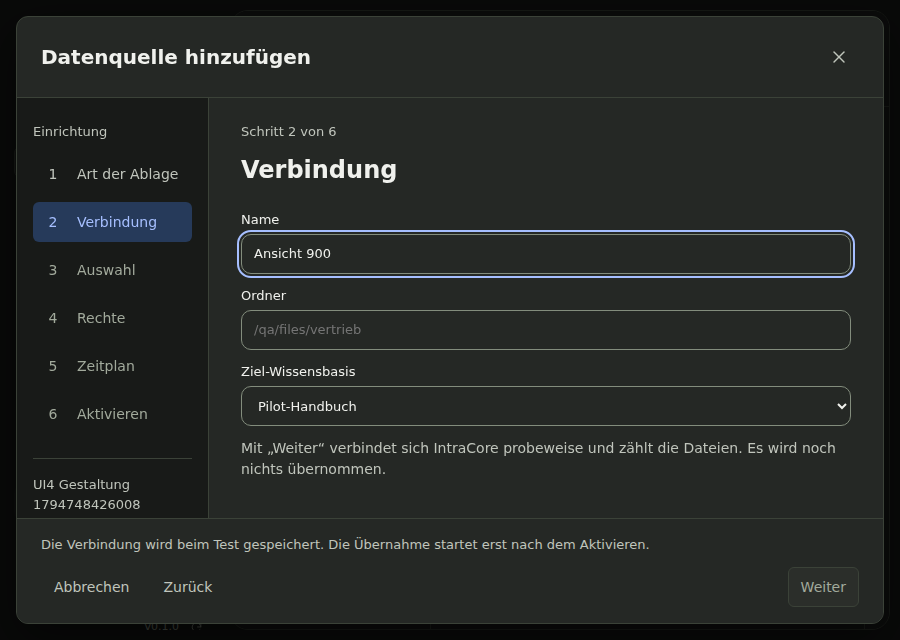 Datenquelle hinzufügen
Einrichtung
1 Art der Ablage
2 Verbindung
3 Auswahl
4 Rechte
5 Zeitplan
6 Aktivieren
UI4 Gestaltung
1794748426008
Schritt 2 von 6
Verbindung
Name
Ansicht 900
Ordner
/qa/files/vertrieb
Ziel-Wissensbasis
Pilot-Handbuch
Mit „Weiter“ verbindet sich IntraCore probeweise und zählt die Dateien. Es wird noch
nichts übernommen.
Die Verbindung wird beim Test gespeichert. Die Übernahme startet erst nach dem Aktivieren.
Abbrechen
Zurück
Weiter